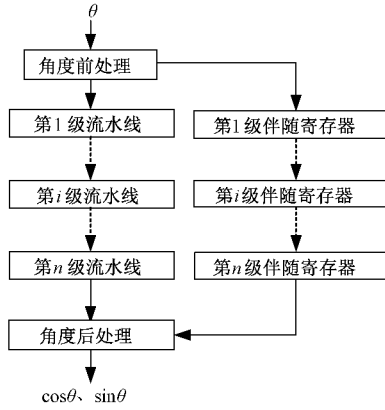 θ
角度前处理
第1级流水线 第1级伴随寄存器
第i级流水线 第i级伴随寄存器
第n级流水线 第n级伴随寄存器
角度后处理
cosθ、sinθ